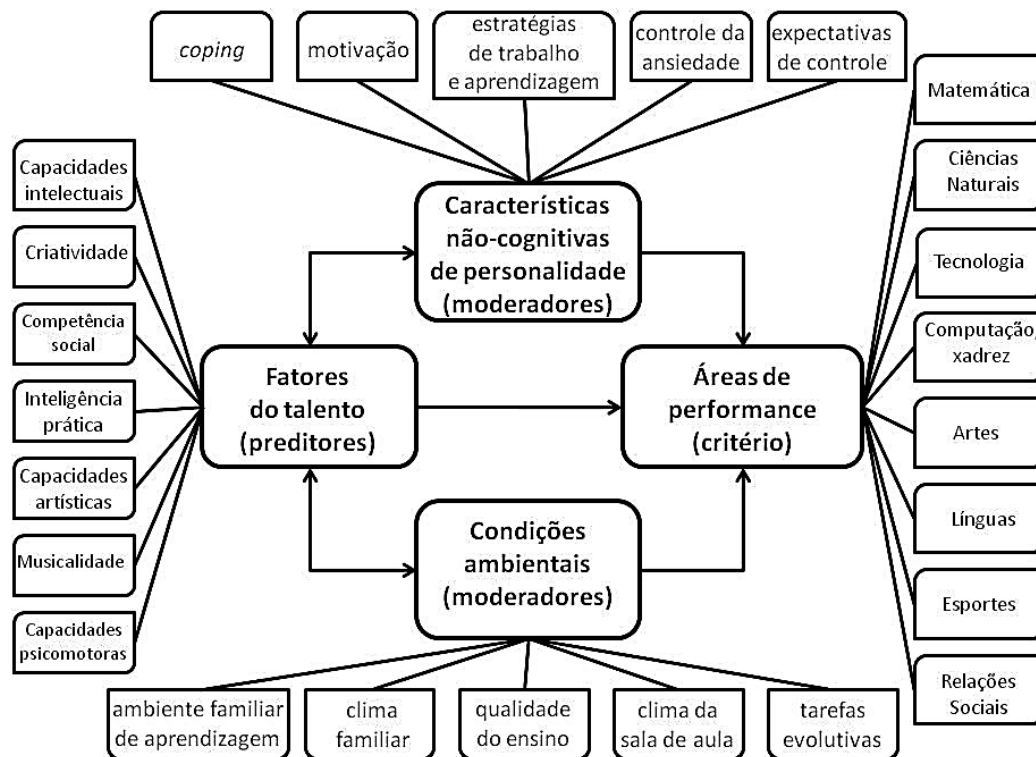 coping
motivação
estratégias
de trabalho
e aprendizagem
controle da
ansiedade
expectativas
de controle
Capacidades
intelectuais
Criatividade
Competência
social
Inteligência
prática
Capacidades
artísticas
Musicalidade
Capacidades
psicomotoras
Características
não-cognitivas
de personalidade
(moderadores)
Fatores
do talento
(preditores)
Áreas de
performance
(critério)
Condições
ambientais
(moderadores)
Matemática
Ciências
Naturais
Tecnologia
Computação,
xadrez
Artes
Línguas
Esportes
Relações
Sociais
ambiente familiar
de aprendizagem
clima
familiar
qualidade
do ensino
clima da
sala de aula
tarefas
evolutivas